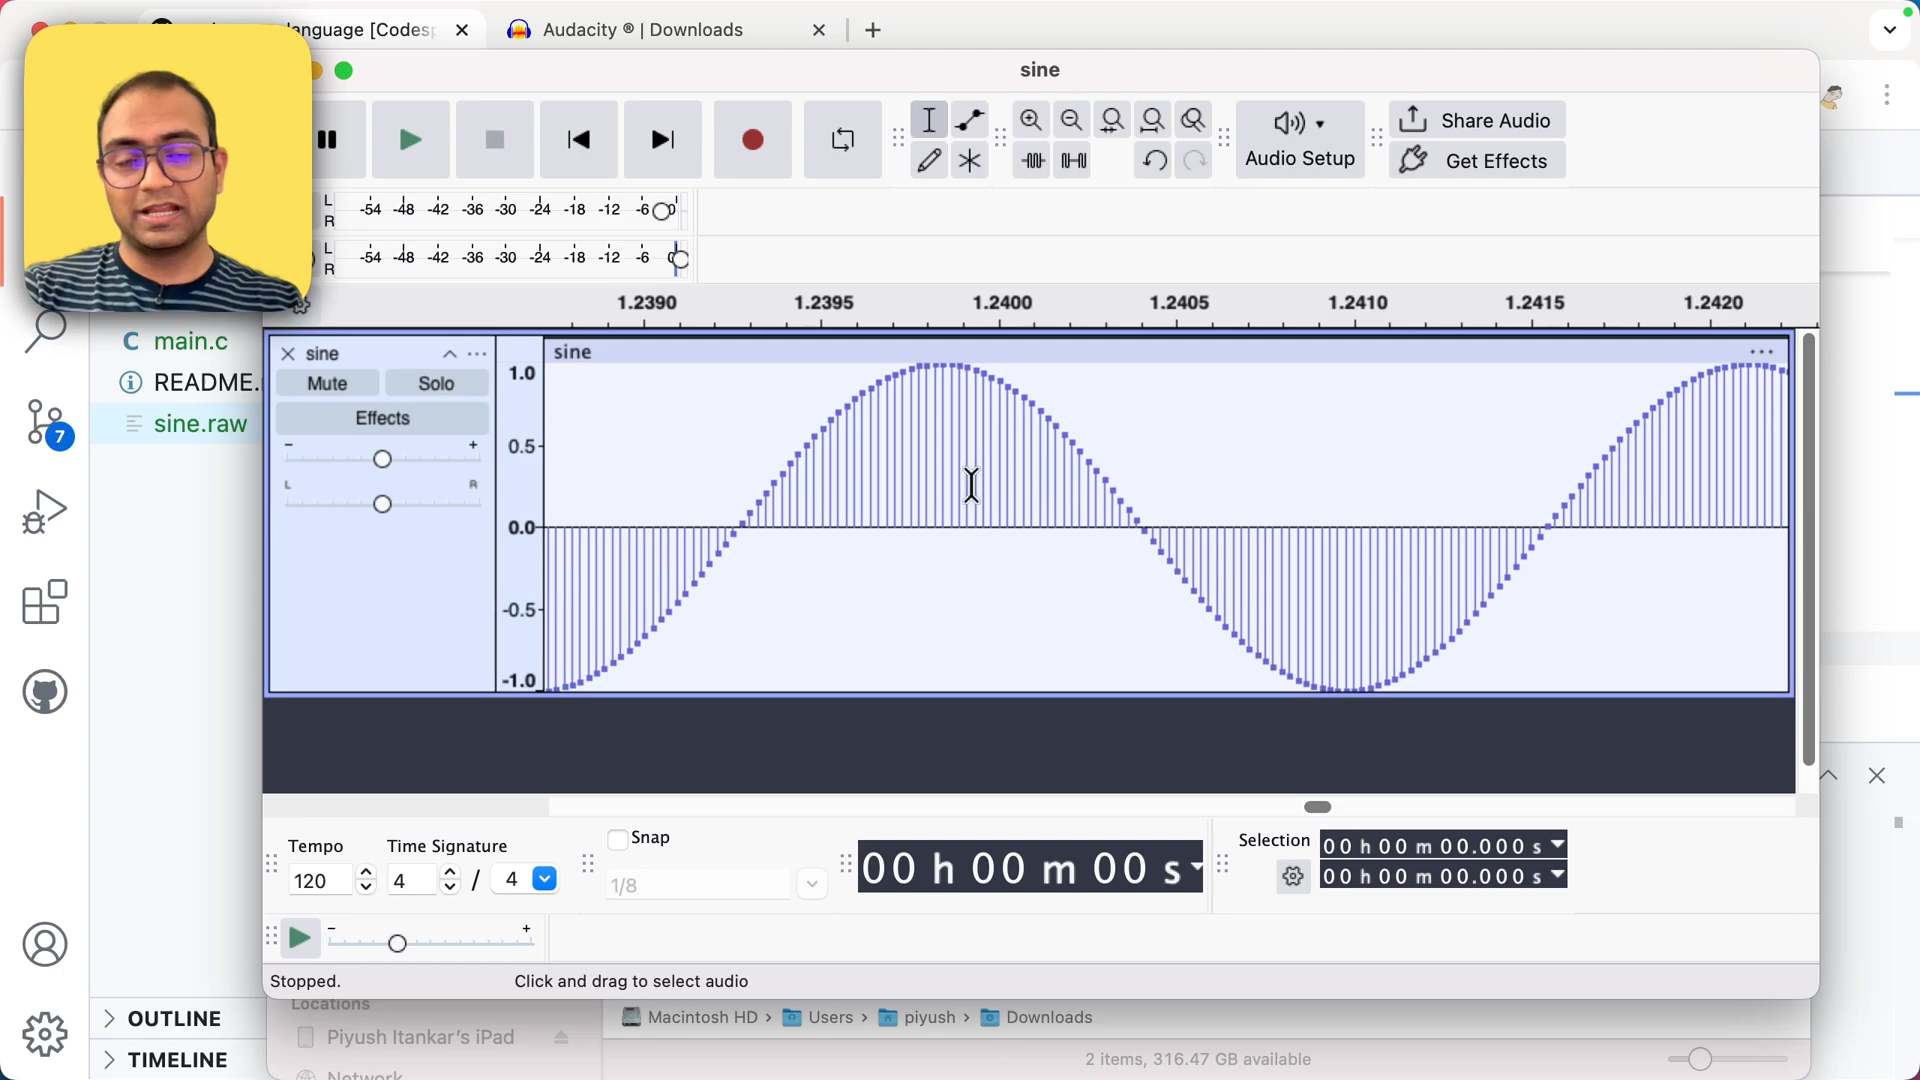 anguage [Codesp
Audacity ® | Downloads
sine
Audio Setup
Share Audio
Get Effects
L
R
-54 -48 -42 -36 -30 -24 -18 -12 -6 0
L
R
-54 -48 -42 -36 -30 -24 -18 -12 -6 0
1.2390 1.2395 1.2400 1.2405 1.2410 1.2415 1.2420
C main.c
README.
sine.raw
7
sine
Mute Solo
Effects
- +
L R
sine
1.0
0.5
0.0
-0.5
-1.0
Tempo
120
Time Signature
4 / 4
Snap
1/8
00 h 00 m 00 s
Selection
00 h 00 m 00.000 s
00 h 00 m 00.000 s
- +
Stopped.
Click and drag to select audio
OUTLINE
TIMELINE
Locations
Piyush Itankar's iPad
Network
Macintosh HD › Users › piyush › Downloads
2 items, 316.47 GB available